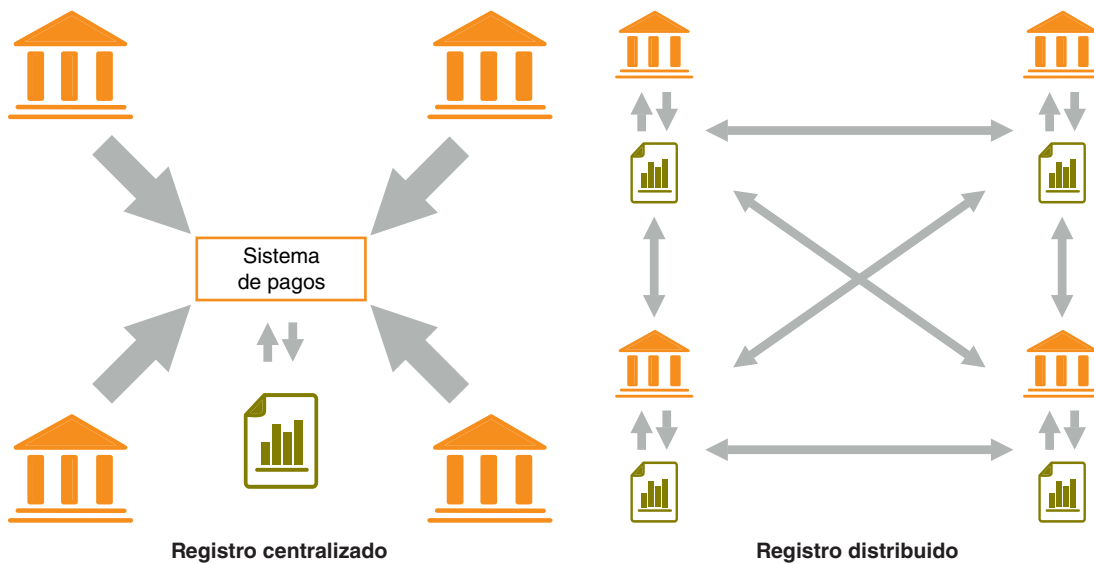 Sistema
de pagos
Registro centralizado
Registro distribuido